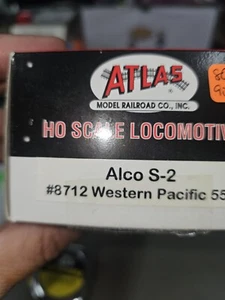 ATLAS
MODEL RAILROAD CO., INC.
HO SCALE LOCOMOTIV
Alco S-2
#8712 Western Pacific 55